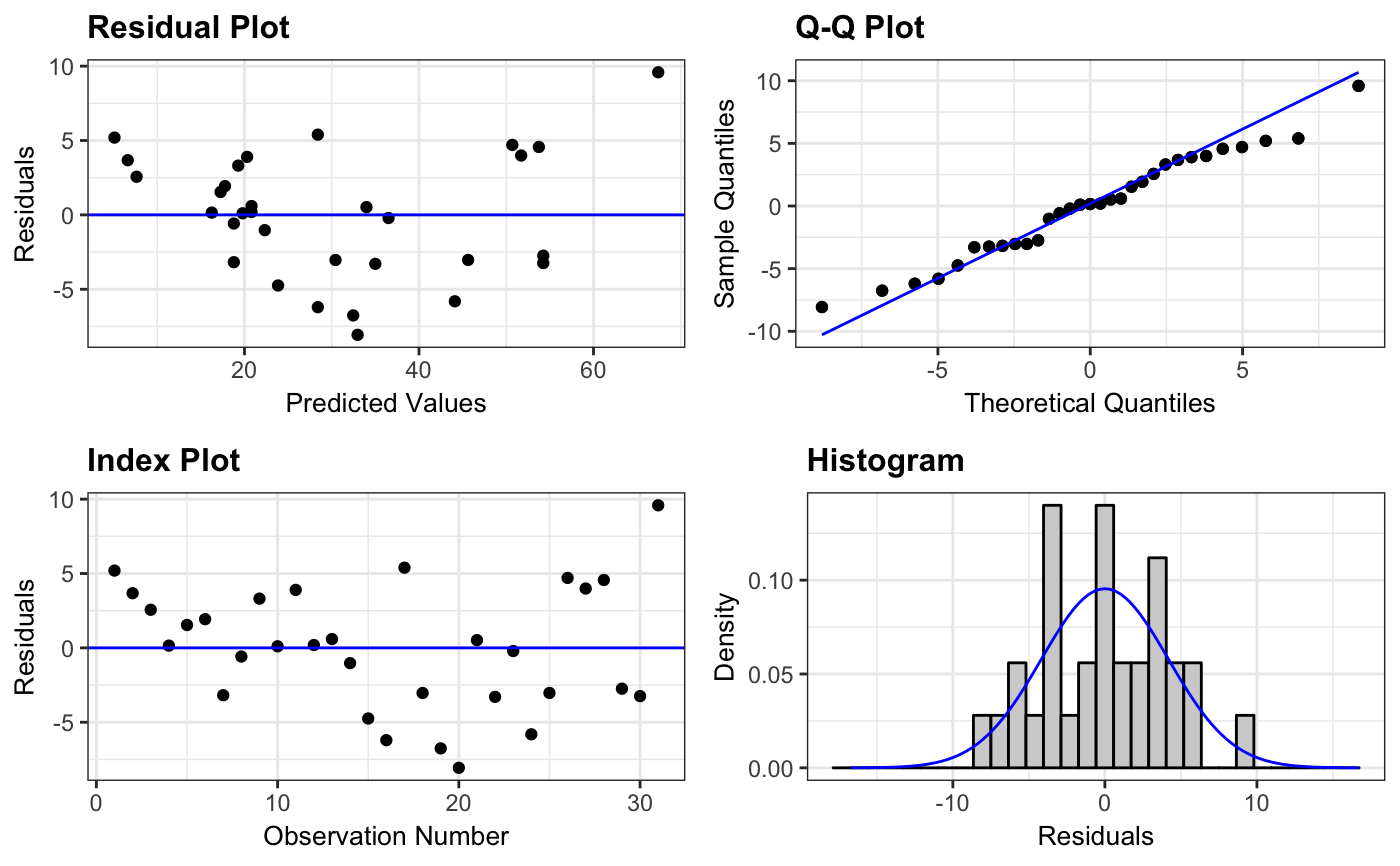 Residual Plot
10
5
0
-5
Residuals
20
40
60
Predicted Values
Q-Q Plot
10
5
0
-5
-10
Sample Quantiles
-5
0
5
Theoretical Quantiles
Index Plot
10
5
0
-5
Residuals
0
10
20
30
Observation Number
Histogram
0.10
0.05
0.00
Density
-10
0
10
Residuals